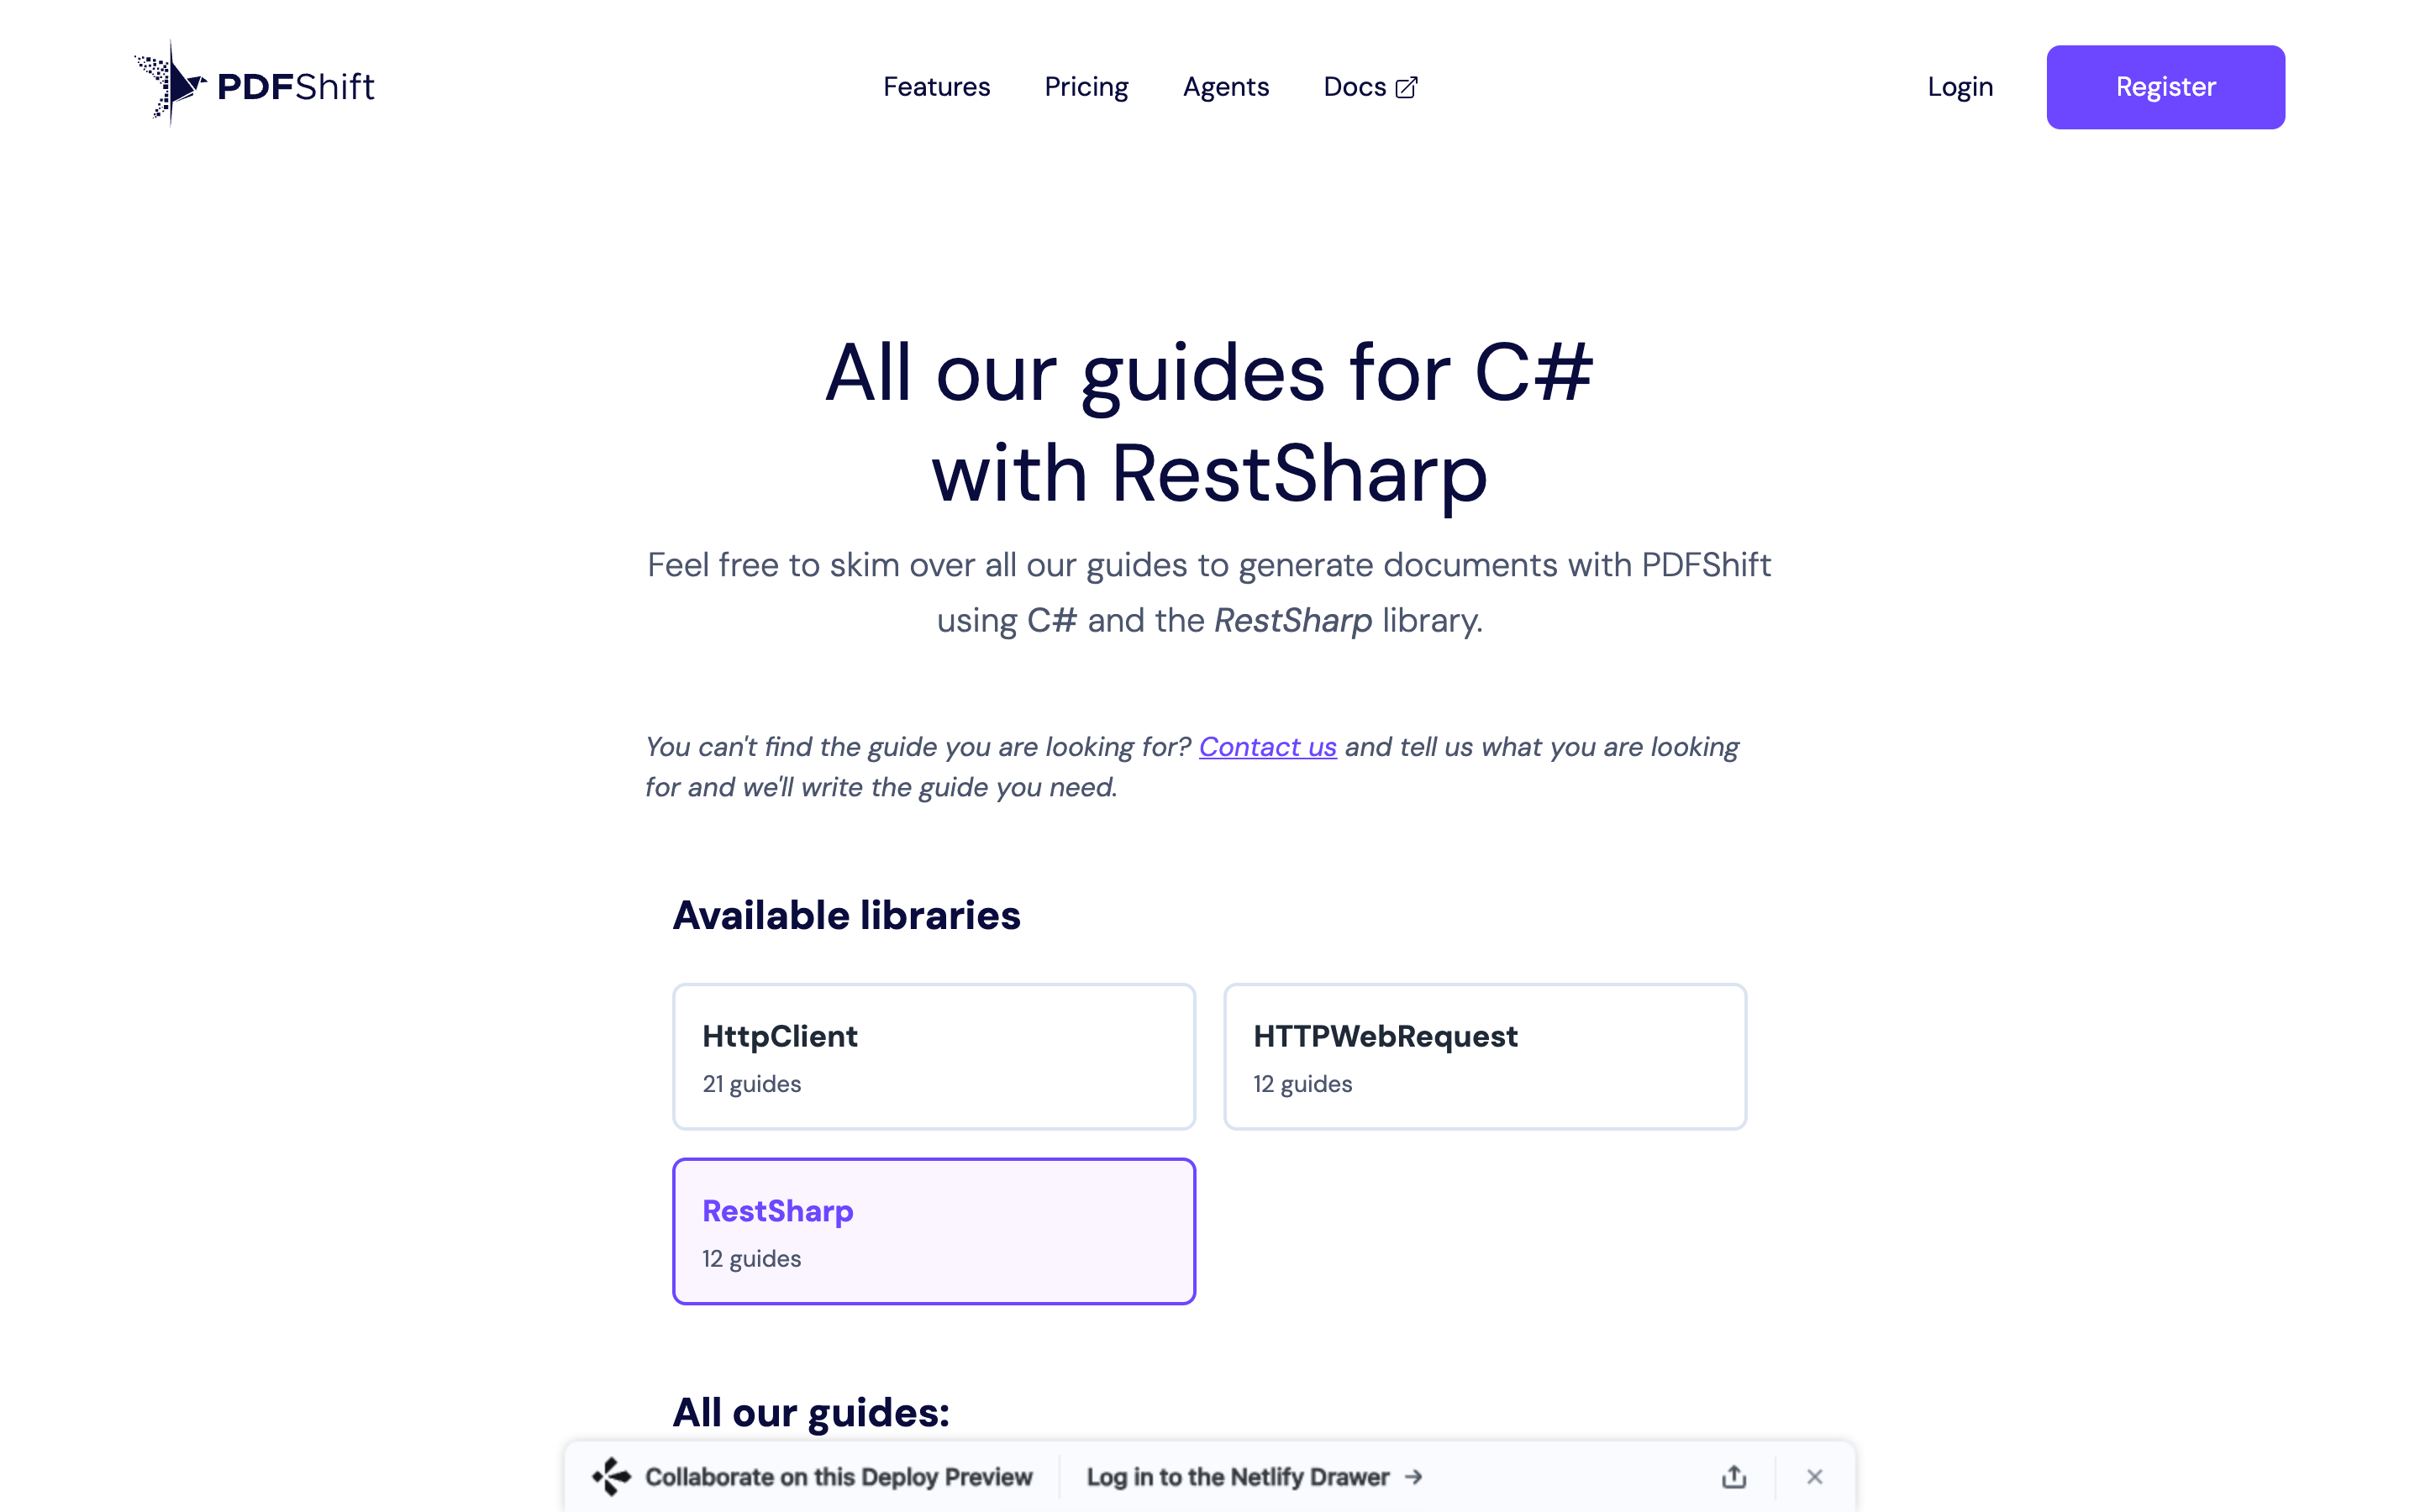 PDFShift
Features
Pricing
Agents
Docs
Login
Register
All our guides for C#
with RestSharp
Feel free to skim over all our guides to generate documents with PDFShift
using C# and the RestSharp library.
You can't find the guide you are looking for? Contact us and tell us what you are looking
for and we'll write the guide you need.
Available libraries
HttpClient
21 guides
HTTPWebRequest
12 guides
RestSharp
12 guides
All our guides:
Collaborate on this Deploy Preview
Log in to the Netlify Drawer →